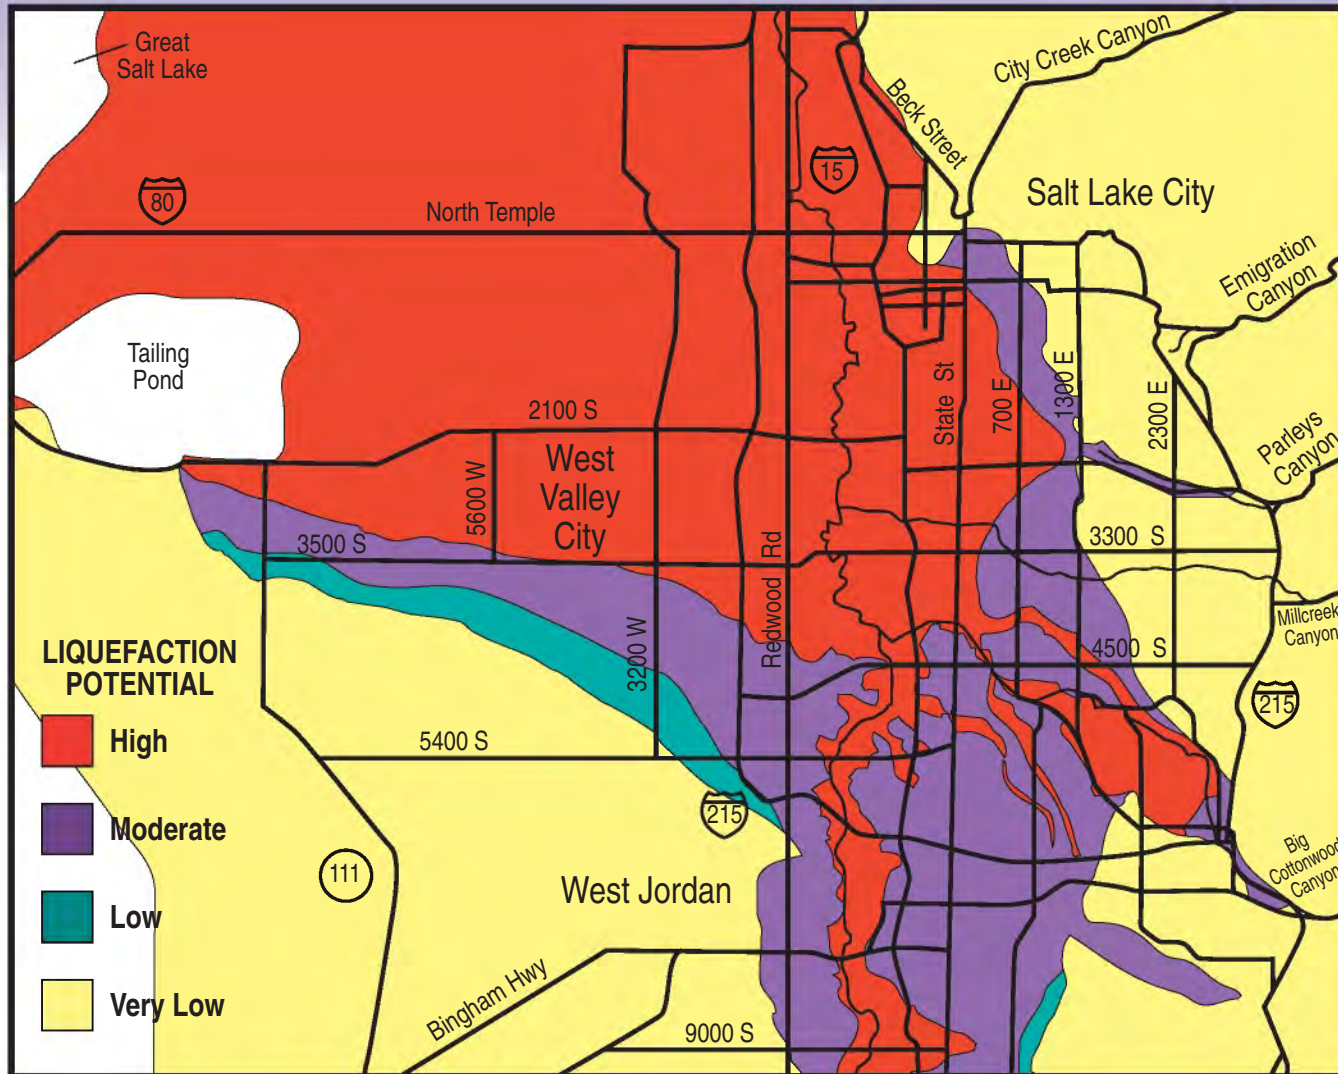 Great
Salt Lake
City Creek Canyon
Beck Street
15
80
North Temple
Salt Lake City
Emigration
Canyon
Tailing
Pond
State St
700 E
1300 E
2300 E
2100 S
Parleys
Canyon
5600 W
West
Valley
City
3500 S
Redwood Rd
3300 S
Millcreek
Canyon
3200 W
4500 S
LIQUEFACTION
POTENTIAL
High
Moderate
Low
Very Low
5400 S
215
215
111
West Jordan
Big
Cottonwood
Canyon
Bingham Hwy
9000 S